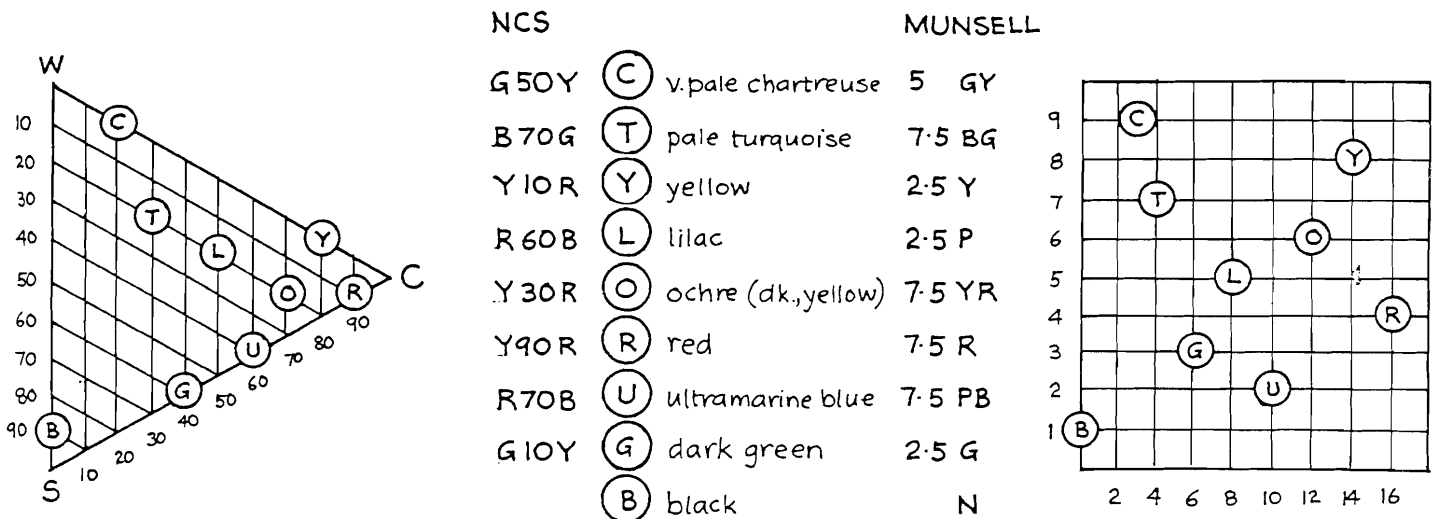 NCS MUNSELL
W
G50Y C v. pale chartreuse 5 GY
B70G T pale turquoise 7·5 BG
Y10R Y yellow 2·5 Y
R60B L lilac 2·5 P
Y30R O ochre (dk., yellow) 7·5 YR
Y90R R red 7·5 R
R70B U ultramarine blue 7·5 PB
G10Y G dark green 2·5 G
B black N
10
20
30
40
50
60
70
80
90
C
T
L
Y
O
R
U
G
B
C
S
10 20 30 40 50 60 70 80 90
9
8
7
6
5
4
3
2
1
C
Y
T
O
L
R
G
U
B
2 4 6 8 10 12 14 16